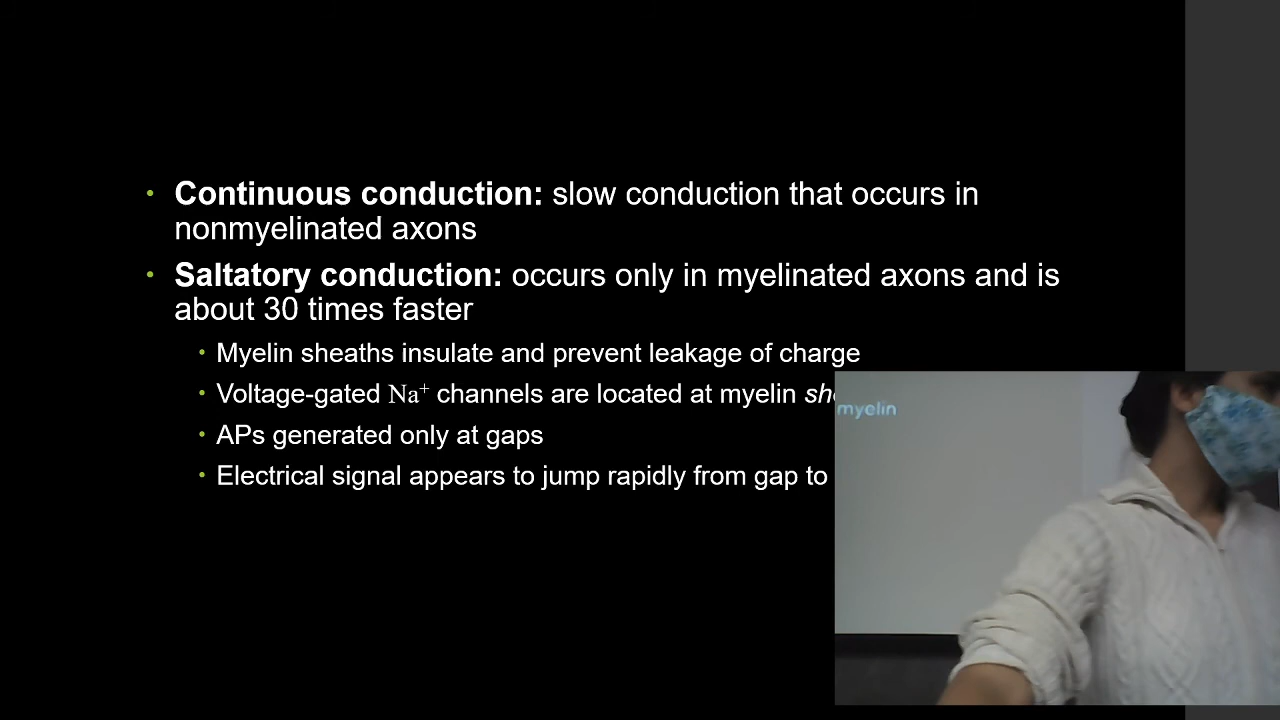 Continuous conduction: slow conduction that occurs in
nonmyelinated axons
Saltatory conduction: occurs only in myelinated axons and is
about 30 times faster
Myelin sheaths insulate and prevent leakage of charge
Voltage-gated Na⁺ channels are located at myelin
APs generated only at gaps
Electrical signal appears to jump rapidly from gap to
myelin